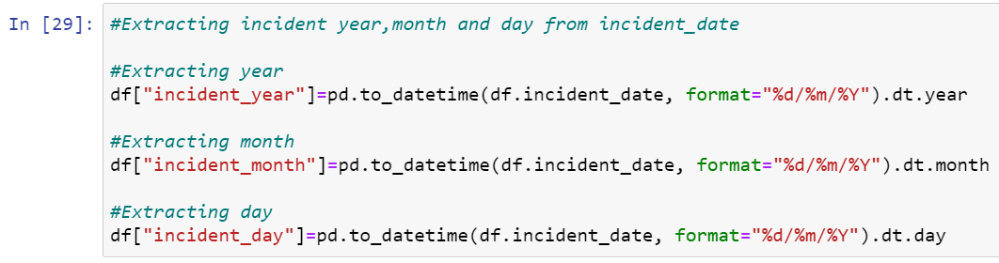 In [29]: #Extracting incident year,month and day from incident_date
#Extracting year
df["incident_year"]=pd.to_datetime(df.incident_date, format="%d/%m/%Y").dt.year
#Extracting month
df["incident_month"]=pd.to_datetime(df.incident_date, format="%d/%m/%Y").dt.month
#Extracting day
df["incident_day"]=pd.to_datetime(df.incident_date, format="%d/%m/%Y").dt.day